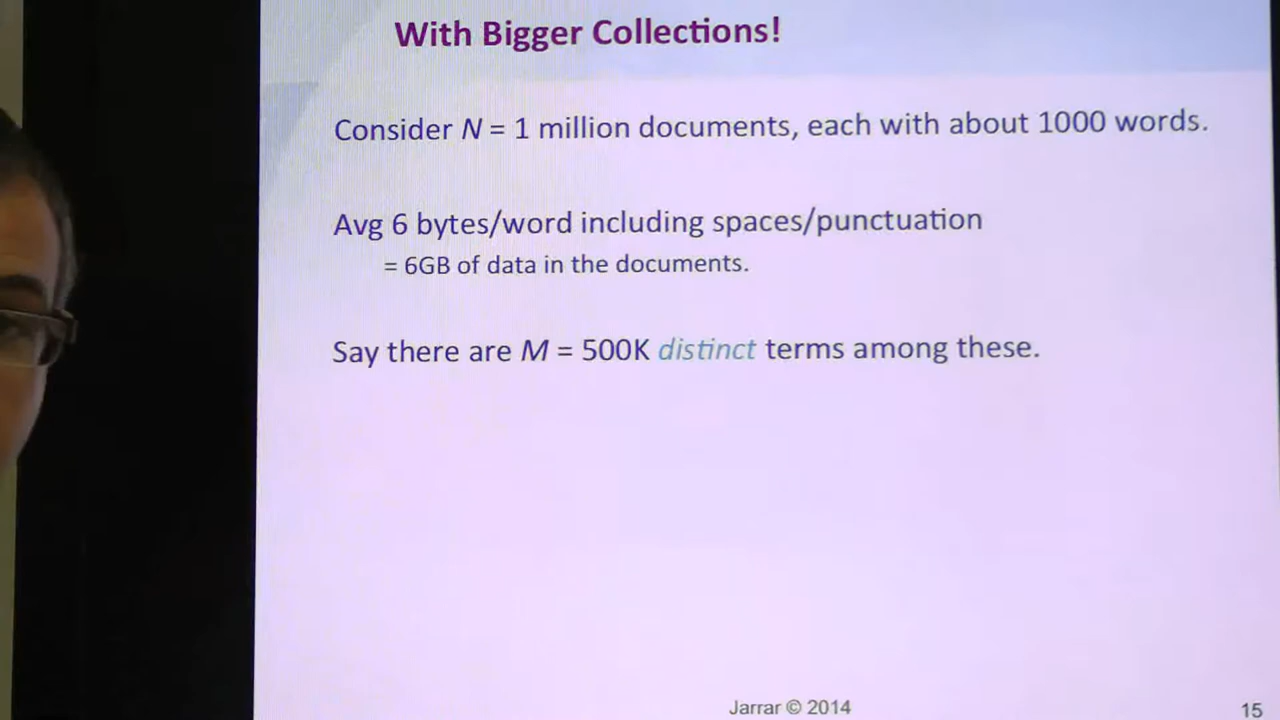 With Bigger Collections!
Consider N = 1 million documents, each with about 1000 words.
Avg 6 bytes/word including spaces/punctuation
= 6GB of data in the documents.
Say there are M = 500K distinct terms among these.
Jarrar © 2014
15